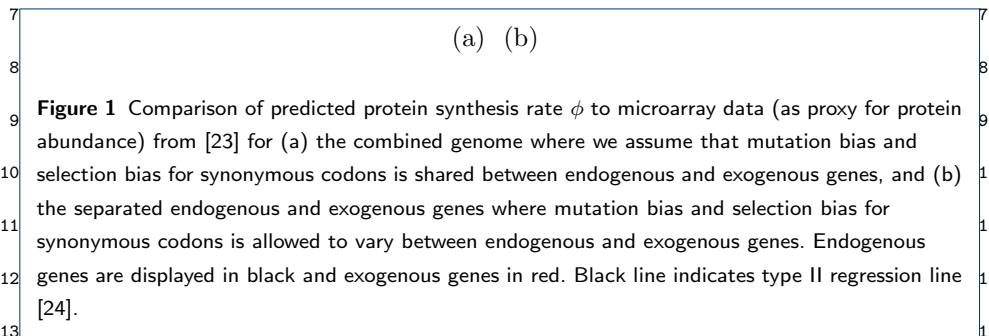 7 7
(a) (b)
8 8
Figure 1 Comparison of predicted protein synthesis rate ϕ to microarray data (as proxy for protein
9 9
abundance) from [23] for (a) the combined genome where we assume that mutation bias and
10 selection bias for synonymous codons is shared between endogenous and exogenous genes, and (b) 1
the separated endogenous and exogenous genes where mutation bias and selection bias for
11 1
synonymous codons is allowed to vary between endogenous and exogenous genes. Endogenous
12 genes are displayed in black and exogenous genes in red. Black line indicates type II regression line 1
[24].
13 1